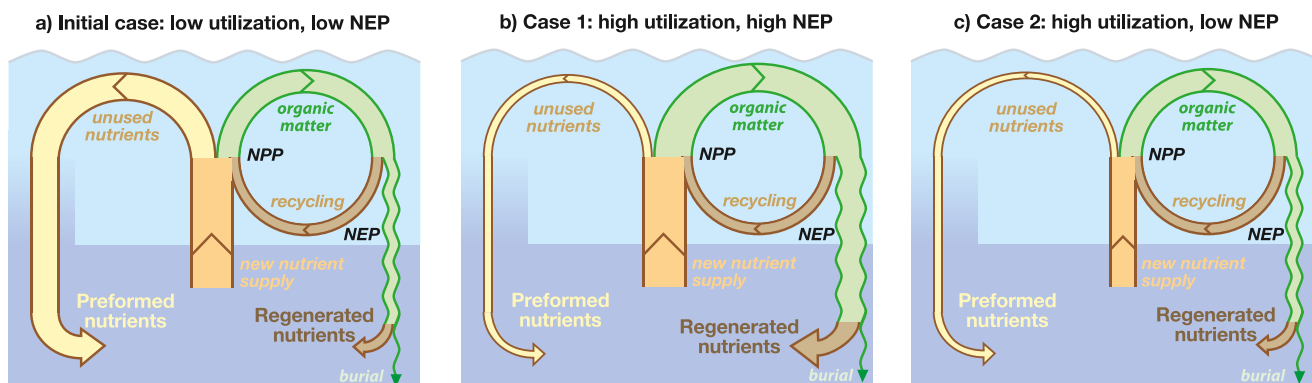 a) Initial case: low utilization, low NEP
unused
nutrients
organic
matter
NPP
recycling
NEP
new nutrient
supply
Preformed
nutrients
Regenerated
nutrients
burial
b) Case 1: high utilization, high NEP
unused
nutrients
organic
matter
NPP
recycling
NEP
new nutrient
supply
Preformed
nutrients
Regenerated
nutrients
burial
c) Case 2: high utilization, low NEP
unused
nutrients
organic
matter
NPP
recycling
NEP
new nutrient
supply
Preformed
nutrients
Regenerated
nutrients
burial